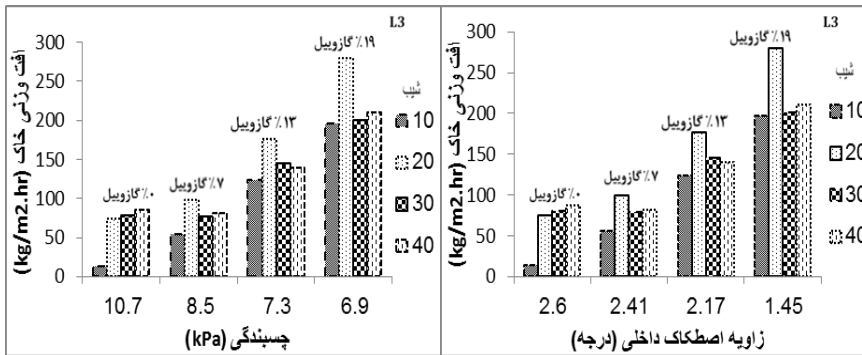 L3
افت وزنی خاک (kg/m2.hr)
300
250
200
150
100
50
0
۰٪ گازوییل
۷٪ گازوییل
۱۳٪ گازوییل
۱۹٪ گازوییل
شیب
10
20
30
40
10.7 8.5 7.3 6.9
چسبندگی (kPa)
L3
افت وزنی خاک (kg/m2.hr)
300
250
200
150
100
50
0
۰٪ گازوییل
۷٪ گازوییل
۱۳٪ گازوییل
۱۹٪ گازوییل
شیب
10
20
30
40
2.6 2.41 2.17 1.45
زاویه اصطکاک داخلی (درجه)